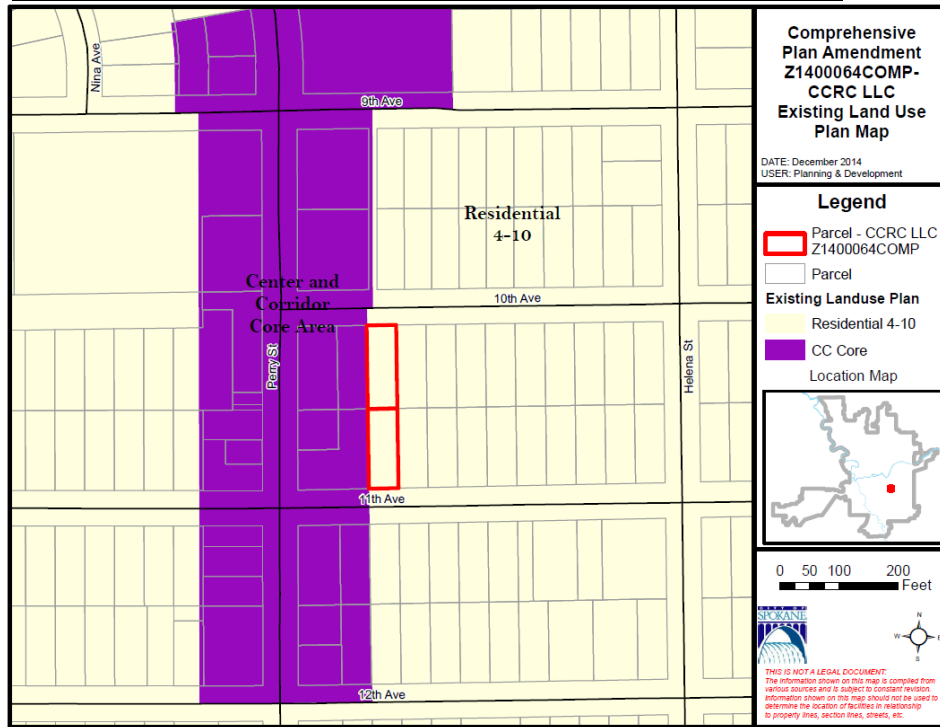 Nina Ave
9th Ave
Residential
4-10
Center and
Corridor
Core Area
10th Ave
Perry St
Helena St
11th Ave
12th Ave
Comprehensive
Plan Amendment
Z1400064COMP-
CCRC LLC
Existing Land Use
Plan Map
DATE: December 2014
USER: Planning & Development
Legend
Parcel - CCRC LLC
Z1400064COMP
Parcel
Existing Landuse Plan
Residential 4-10
CC Core
Location Map
0 50 100 200
Feet
CITY OF
SPOKANE
N
W E
S
THIS IS NOT A LEGAL DOCUMENT:
The information shown on this map is compiled from
various sources and is subject to constant revision.
Information shown on this map should not be used to
determine the location of facilities in relationship
to property lines, section lines, streets, etc.